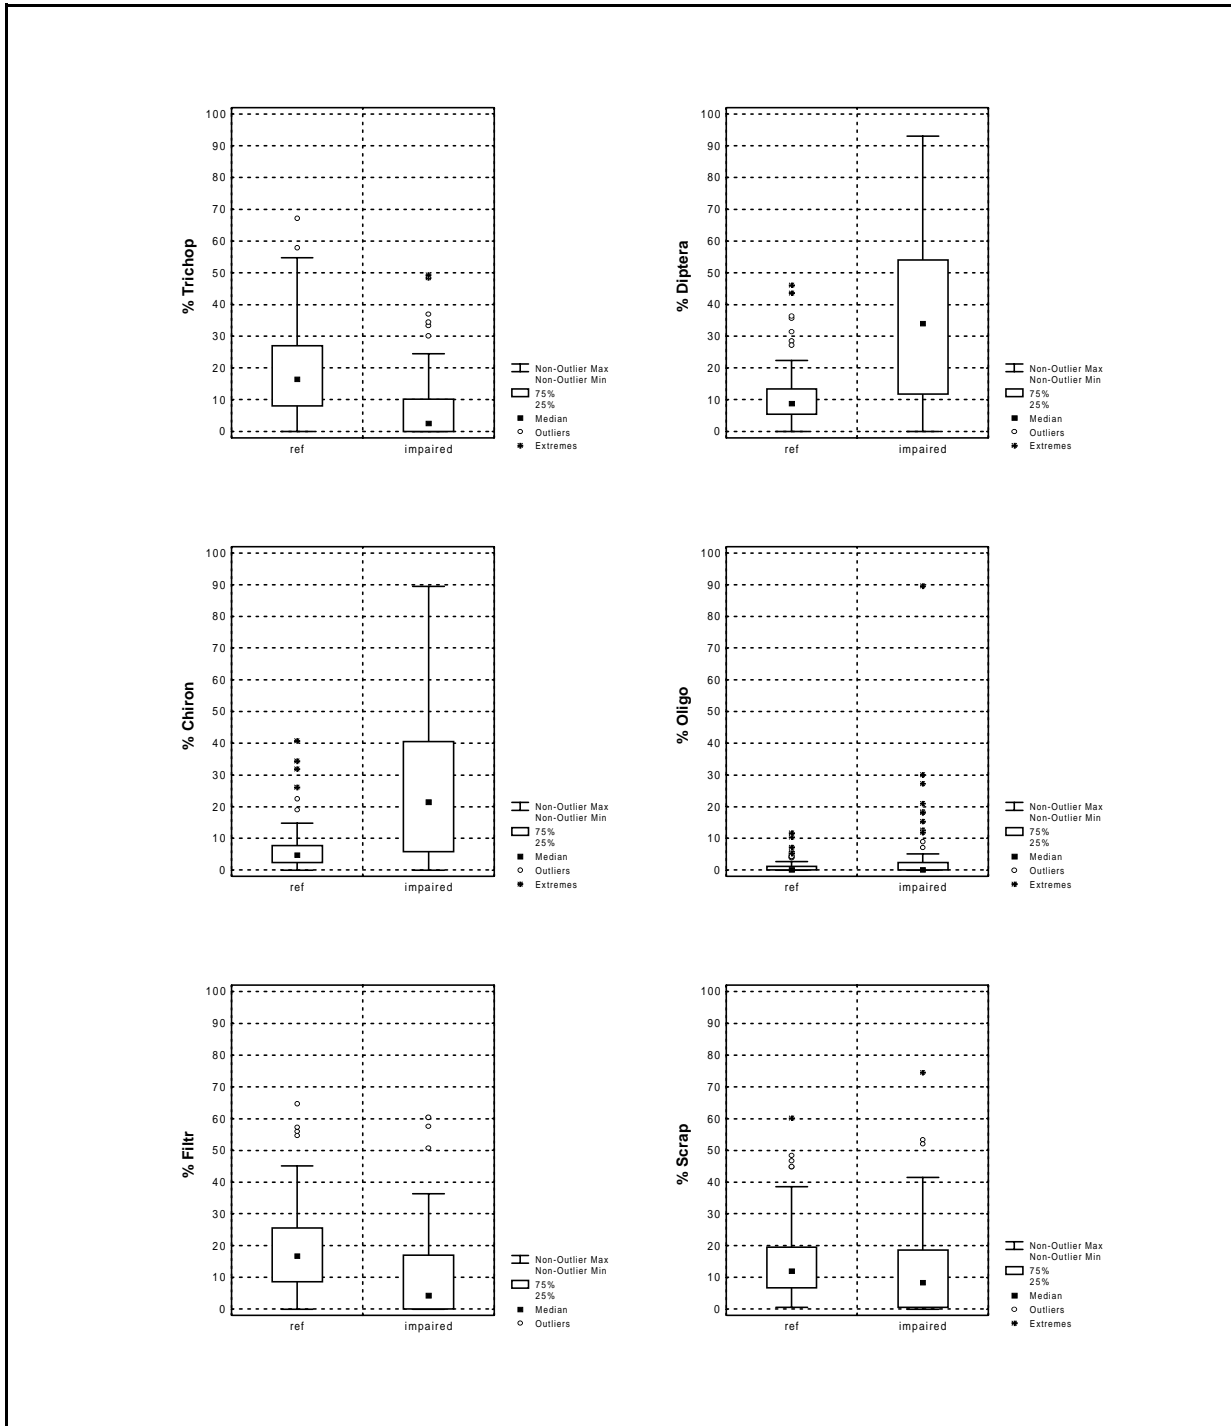 % Trichop
100
90
80
70
60
50
40
30
20
10
0
ref impaired
Non-Outlier Max
Non-Outlier Min
75%
25%
Median
Outliers
Extremes
% Diptera
100
90
80
70
60
50
40
30
20
10
0
ref impaired
Non-Outlier Max
Non-Outlier Min
75%
25%
Median
Outliers
Extremes
% Chiron
100
90
80
70
60
50
40
30
20
10
0
ref impaired
Non-Outlier Max
Non-Outlier Min
75%
25%
Median
Outliers
Extremes
% Oligo
100
90
80
70
60
50
40
30
20
10
0
ref impaired
Non-Outlier Max
Non-Outlier Min
75%
25%
Median
Outliers
Extremes
% Filtr
100
90
80
70
60
50
40
30
20
10
0
ref impaired
Non-Outlier Max
Non-Outlier Min
75%
25%
Median
Outliers
% Scrap
100
90
80
70
60
50
40
30
20
10
0
ref impaired
Non-Outlier Max
Non-Outlier Min
75%
25%
Median
Outliers
Extremes